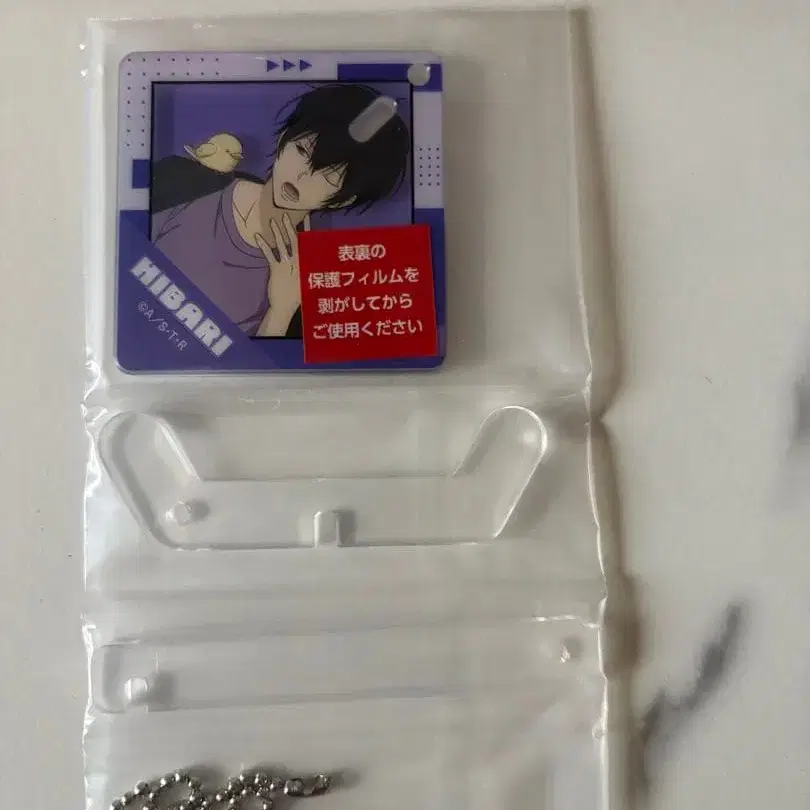 表裏の
保護フィルムを
剥がしてから
ご使用ください
HIBARI
©A/S・T・R